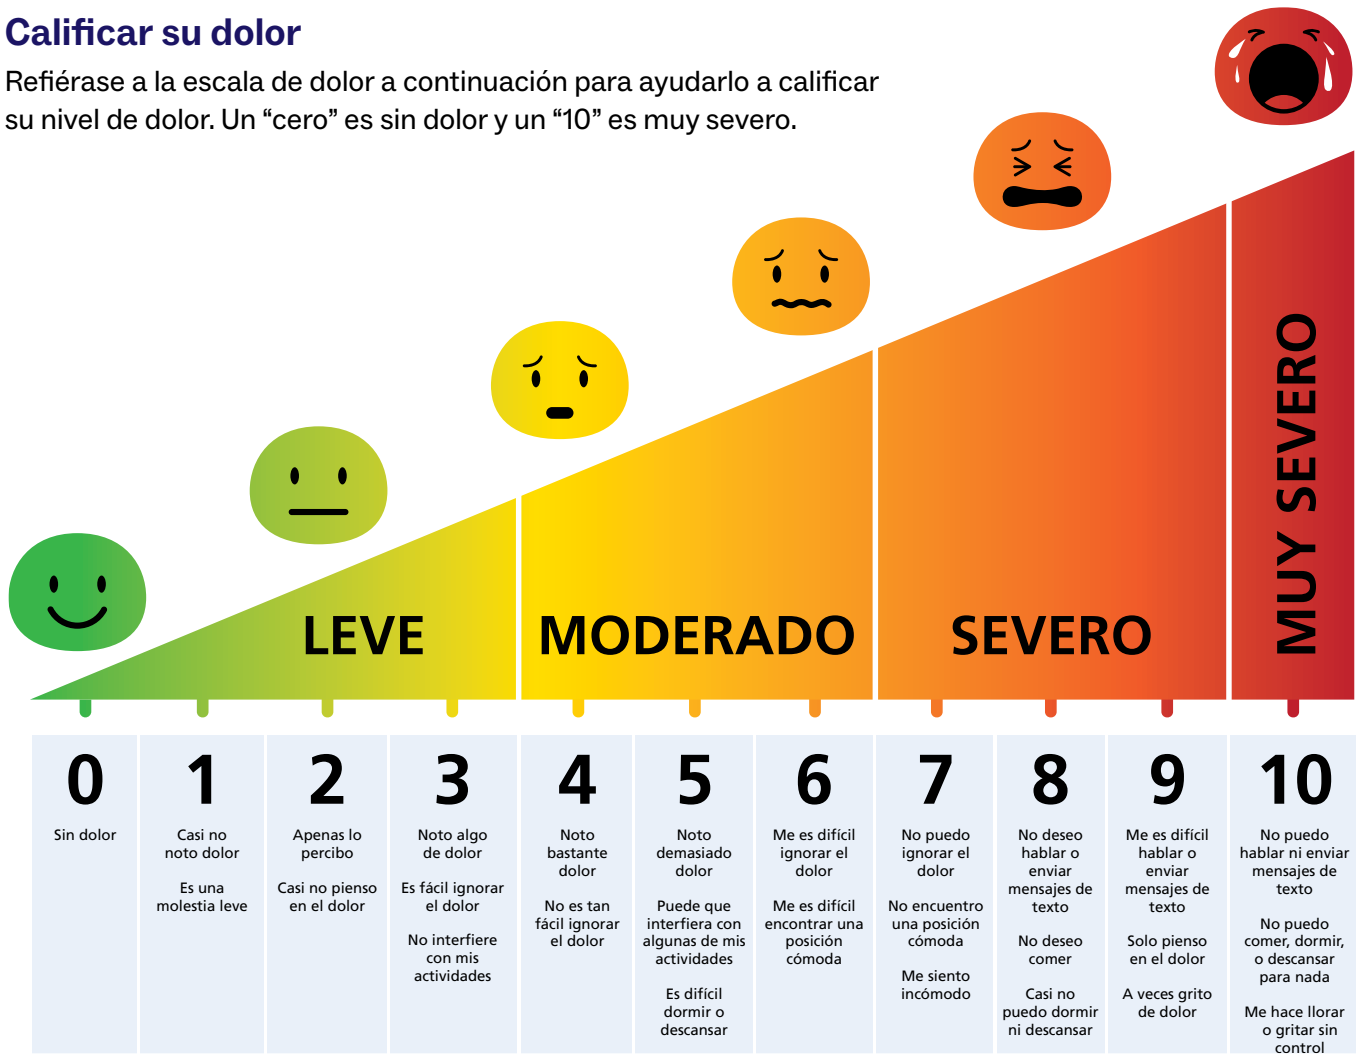 Calificar su dolor
Refiérase a la escala de dolor a continuación para ayudarlo a calificar
su nivel de dolor. Un “cero” es sin dolor y un “10” es muy severo.
LEVE
MODERADO
SEVERO
MUY SEVERO
0
Sin dolor
1
Casi no
noto dolor
Es una
molestia leve
2
Apenas lo
percibo
Casi no pienso
en el dolor
3
Noto algo
de dolor
Es fácil ignorar
el dolor
No interfiere
con mis
actividades
4
Noto
bastante
dolor
No es tan
fácil ignorar
el dolor
5
Noto
demasiado
dolor
Puede que
interfiera con
algunas de mis
actividades
Es difícil
dormir o
descansar
6
Me es difícil
ignorar el
dolor
Me es difícil
encontrar una
posición
cómoda
7
No puedo
ignorar el
dolor
No encuentro
una posición
cómoda
Me siento
incómodo
8
No deseo
hablar o
enviar
mensajes de
texto
No deseo
comer
Casi no
puedo dormir
ni descansar
9
Me es difícil
hablar o
enviar
mensajes de
texto
Solo pienso
en el dolor
A veces grito
de dolor
10
No puedo
hablar ni enviar
mensajes de
texto
No puedo
comer, dormir,
o descansar
para nada
Me hace llorar
o gritar sin
control